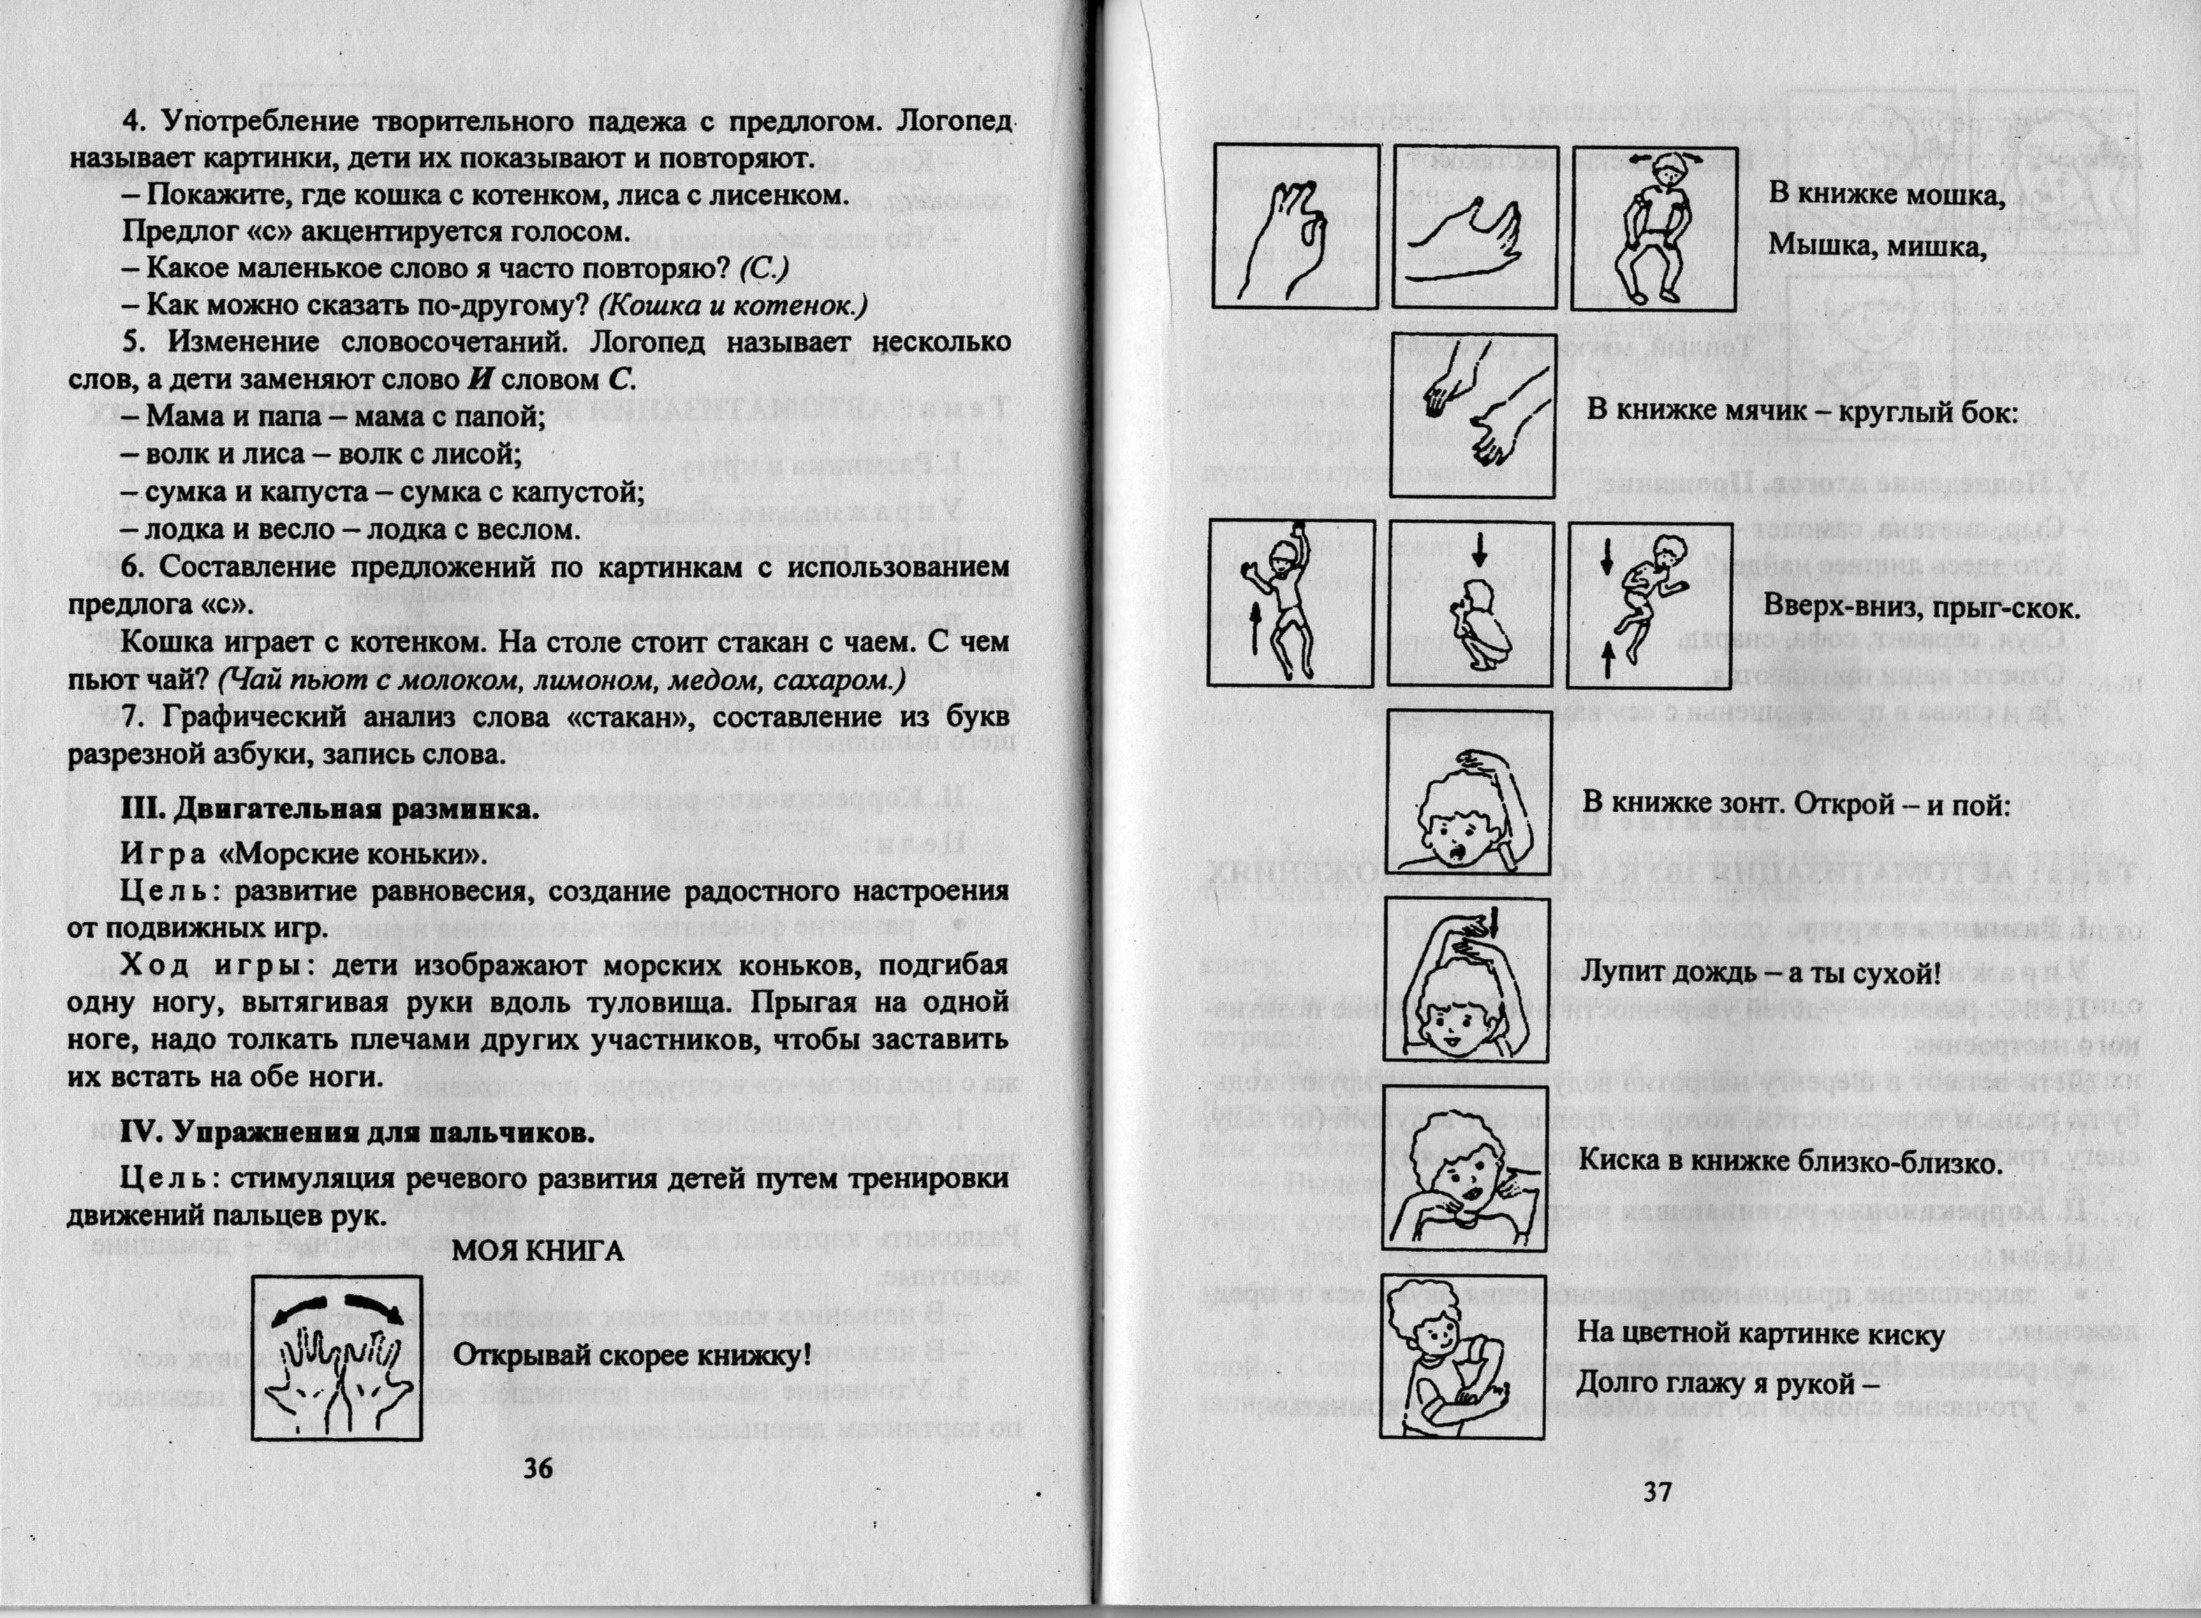 4. Употребление творительного падежа с предлогом. Логопед
называет картинки, дети их показывают и повторяют.
– Покажите, где кошка с котенком, лиса с лисенком.
Предлог «с» акцентируется голосом.
– Какое маленькое слово я часто повторяю? (С.)
– Как можно сказать по-другому? (Кошка и котенок.)
5. Изменение словосочетаний. Логопед называет несколько
слов, а дети заменяют слово И словом С.
– Мама и папа – мама с папой;
– волк и лиса – волк с лисой;
– сумка и капуста – сумка с капустой;
– лодка и весло – лодка с веслом.
6. Составление предложений по картинкам с использованием
предлога «с».
Кошка играет с котенком. На столе стоит стакан с чаем. С чем
пьют чай? (Чай пьют с молоком, лимоном, медом, сахаром.)
7. Графический анализ слова «стакан», составление из букв
разрезной азбуки, запись слова.
III. Двигательная разминка.
Игра «Морские коньки».
Цель: развитие равновесия, создание радостного настроения
от подвижных игр.
Ход игры: дети изображают морских коньков, подгибая
одну ногу, вытягивая руки вдоль туловища. Прыгая на одной
ноге, надо толкать плечами других участников, чтобы заставить
их встать на обе ноги.
IV. Упражнения для пальчиков.
Цель: стимуляция речевого развития детей путем тренировки
движений пальцев рук.
МОЯ КНИГА
Открывай скорее книжку!
36
В книжке мошка,
Мышка, мишка,
В книжке мячик – круглый бок:
Вверх-вниз, прыг-скок.
В книжке зонт. Открой – и пой:
Лупит дождь – а ты сухой!
Киска в книжке близко-близко.
На цветной картинке киску
Долго глажу я рукой –
37